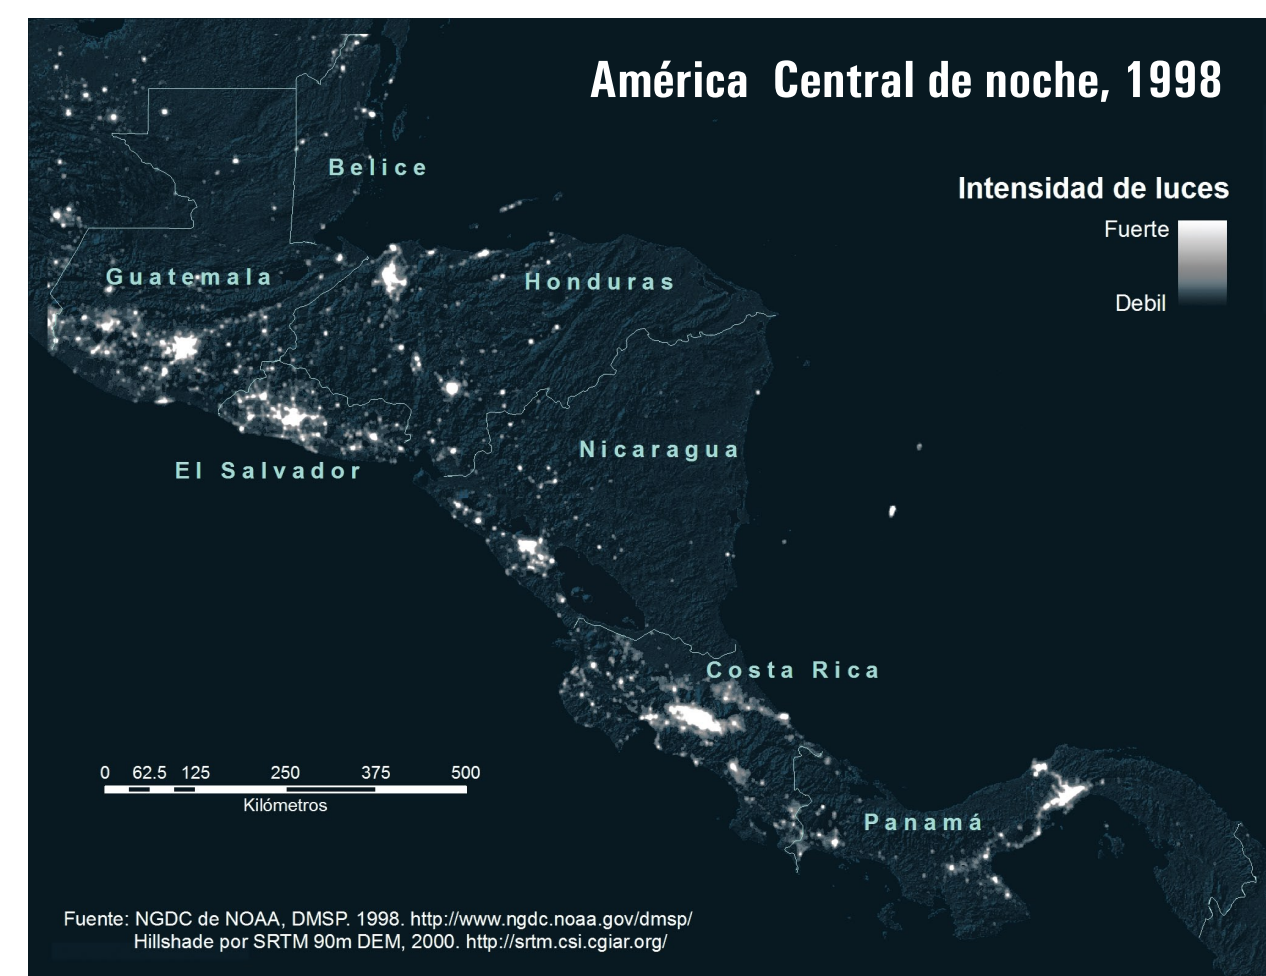 América Central de noche, 1998
Intensidad de luces
Fuerte
Debil
Belice
Guatemala
Honduras
Nicaragua
El Salvador
Costa Rica
Panamá
0 62.5 125 250 375 500
Kilómetros
Fuente: NGDC de NOAA, DMSP. 1998. http://www.ngdc.noaa.gov/dmsp/
Hillshade por SRTM 90m DEM, 2000. http://srtm.csi.cgiar.org/